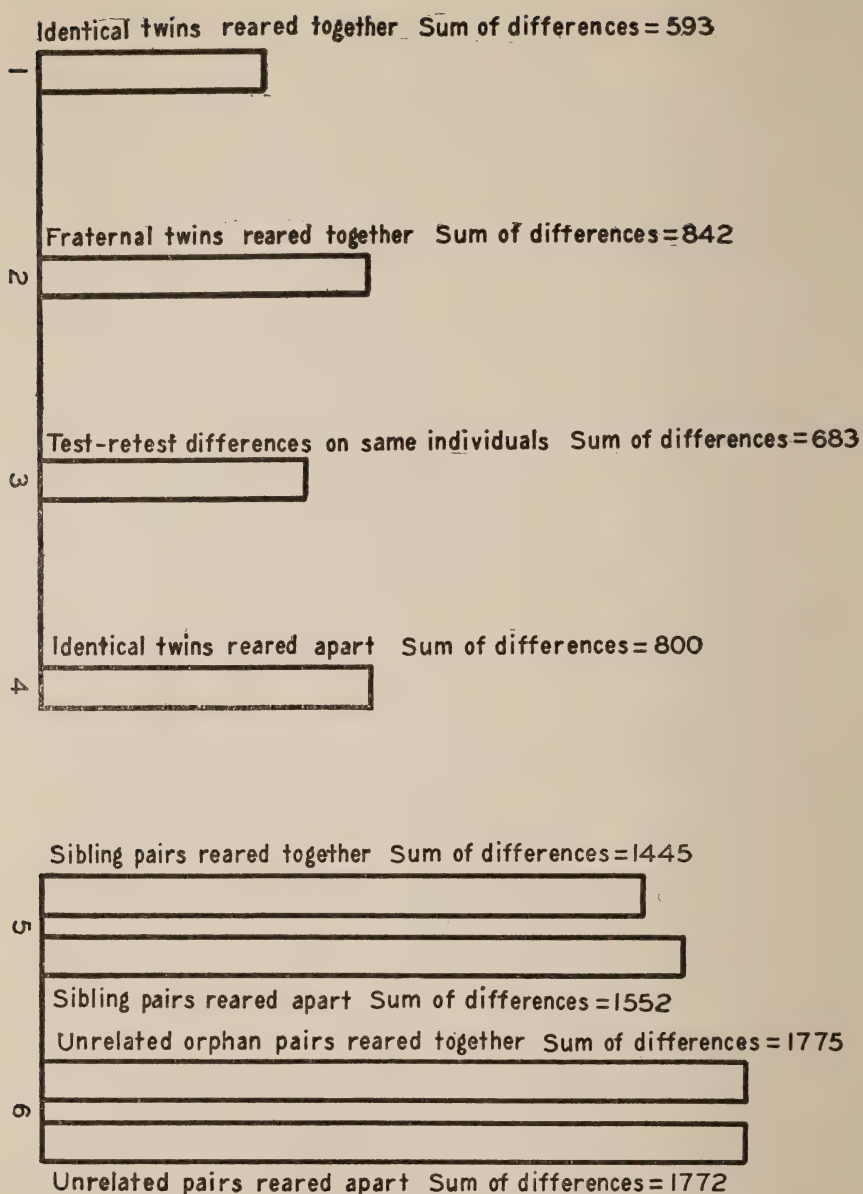 Identical twins reared together Sum of differences = 593
1
Fraternal twins reared together Sum of differences = 842
2
Test-retest differences on same individuals Sum of differences = 683
3
Identical twins reared apart Sum of differences = 800
4
Sibling pairs reared together Sum of differences = 1445
5
Sibling pairs reared apart Sum of differences = 1552
Unrelated orphan pairs reared together Sum of differences = 1775
6
Unrelated pairs reared apart Sum of differences = 1772